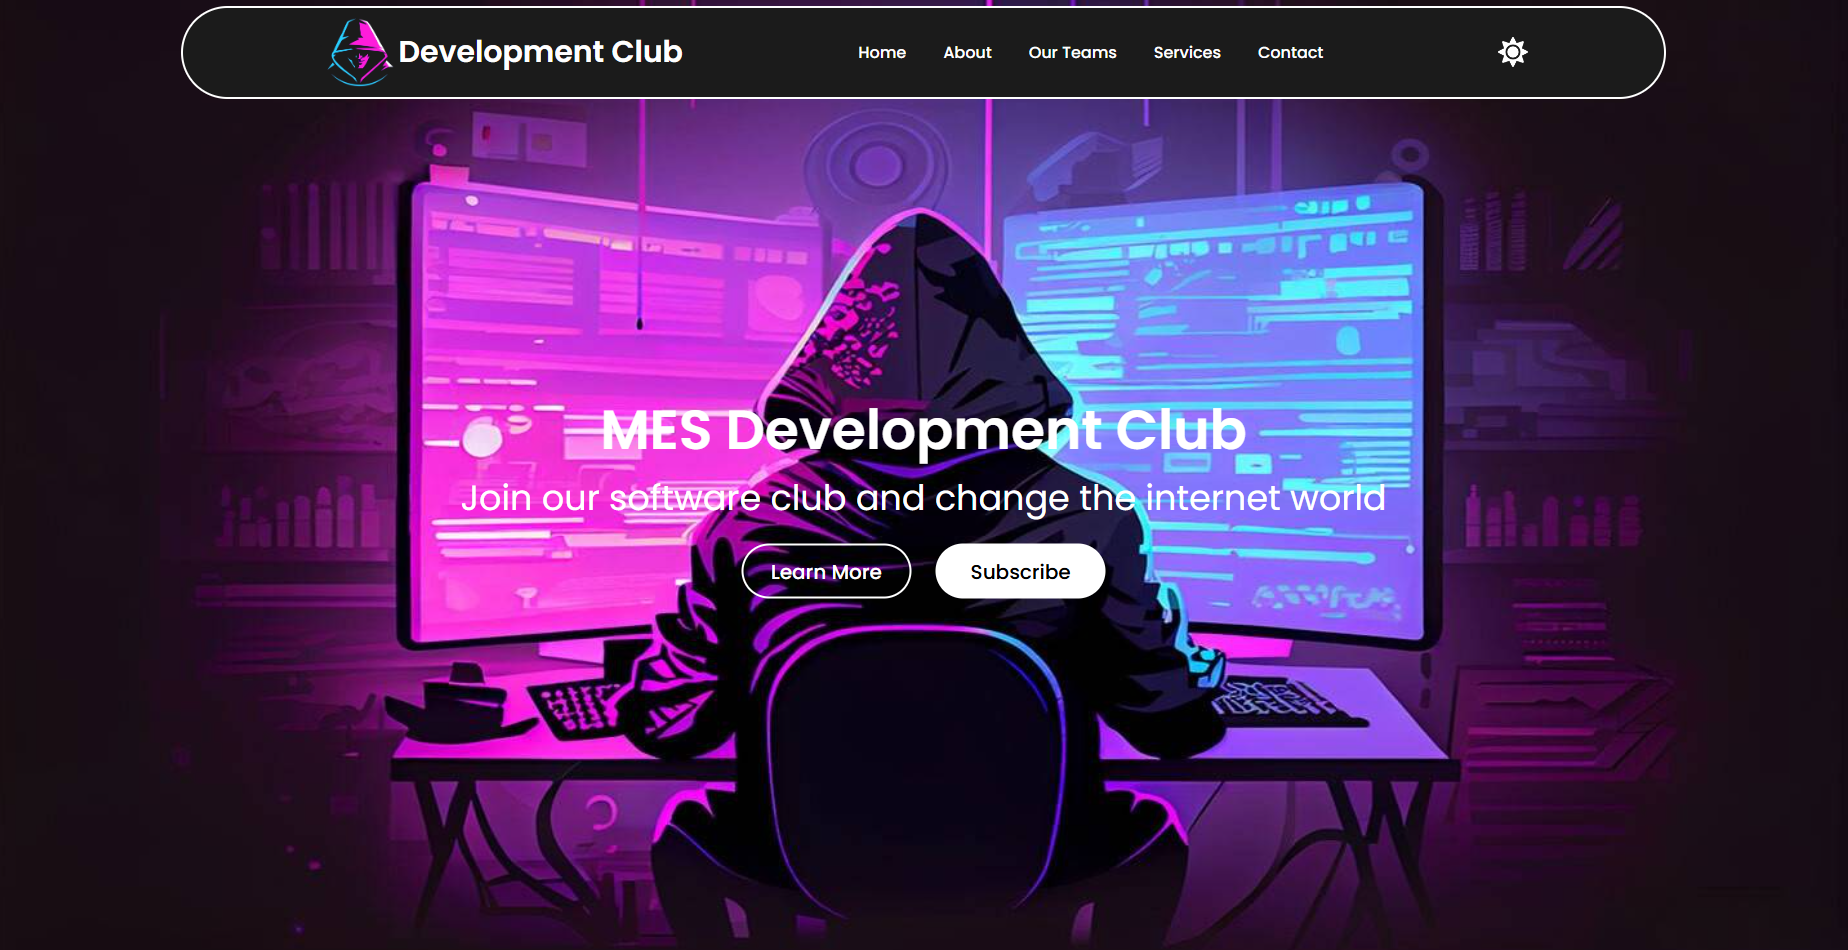 Development Club
Home
About
Our Teams
Services
Contact
MES Development Club
Join our software club and change the internet world
Learn More
Subscribe